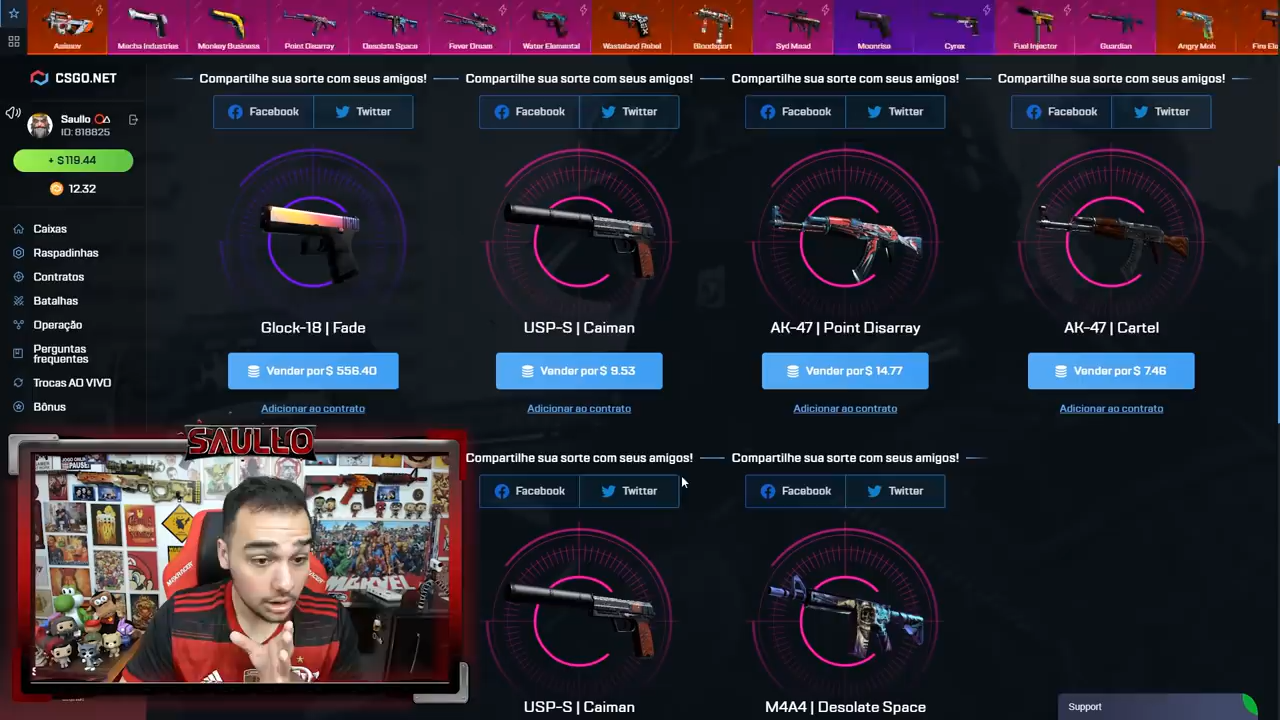 Asiimov
Mecha Industries
Monkey Business
Point Disarray
Desolate Space
Fever Dream
Water Elemental
Wasteland Rebel
Bloodsport
Syd Mead
Moonrise
Cyrex
Fuel Injector
Guardian
Angry Mob
Fire Ele
CSGO.NET
Saullo
ID: 818825
+ $ 119.44
12.32
Caixas
Raspadinhas
Contratos
Batalhas
Operação
Perguntas
frequentes
Trocas AO VIVO
Bônus
Compartilhe sua sorte com seus amigos!
Facebook
Twitter
Glock-18 | Fade
Vender por $ 556.40
Adicionar ao contrato
Compartilhe sua sorte com seus amigos!
Facebook
Twitter
USP-S | Caiman
Vender por $ 9.53
Adicionar ao contrato
Compartilhe sua sorte com seus amigos!
Facebook
Twitter
AK-47 | Point Disarray
Vender por $ 14.77
Adicionar ao contrato
Compartilhe sua sorte com seus amigos!
Facebook
Twitter
AK-47 | Cartel
Vender por $ 7.46
Adicionar ao contrato
Compartilhe sua sorte com seus amigos!
Facebook
Twitter
USP-S | Caiman
Compartilhe sua sorte com seus amigos!
Facebook
Twitter
M4A4 | Desolate Space
SAULLO
MARVEL
Support